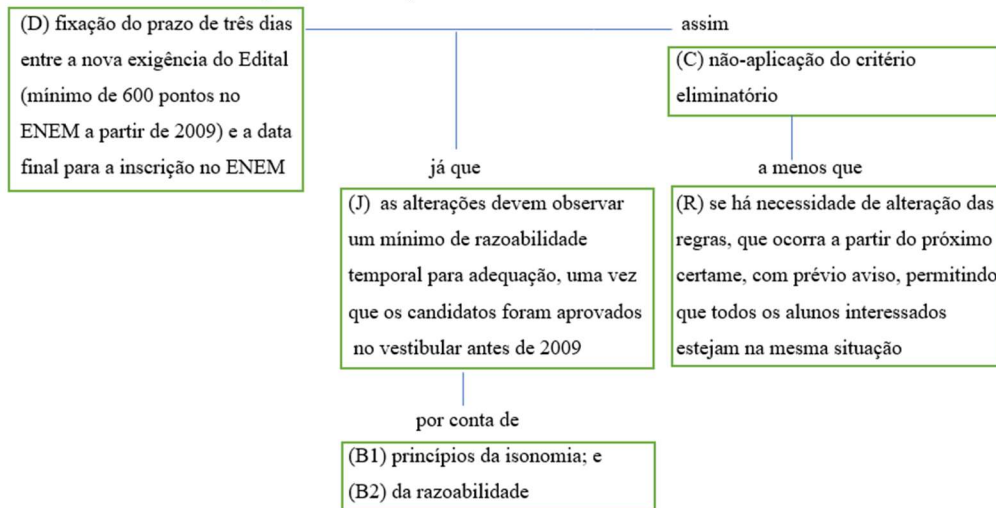 (D) fixação do prazo de três dias
entre a nova exigência do Edital
(mínimo de 600 pontos no
ENEM a partir de 2009) e a data
final para a inscrição no ENEM
assim
(C) não-aplicação do critério
eliminatório
já que
a menos que
(J) as alterações devem observar
um mínimo de razoabilidade
temporal para adequação, uma vez
que os candidatos foram aprovados
no vestibular antes de 2009
(R) se há necessidade de alteração das
regras, que ocorra a partir do próximo
certame, com prévio aviso, permitindo
que todos os alunos interessados
estejam na mesma situação
por conta de
(B1) princípios da isonomia; e
(B2) da razoabilidade